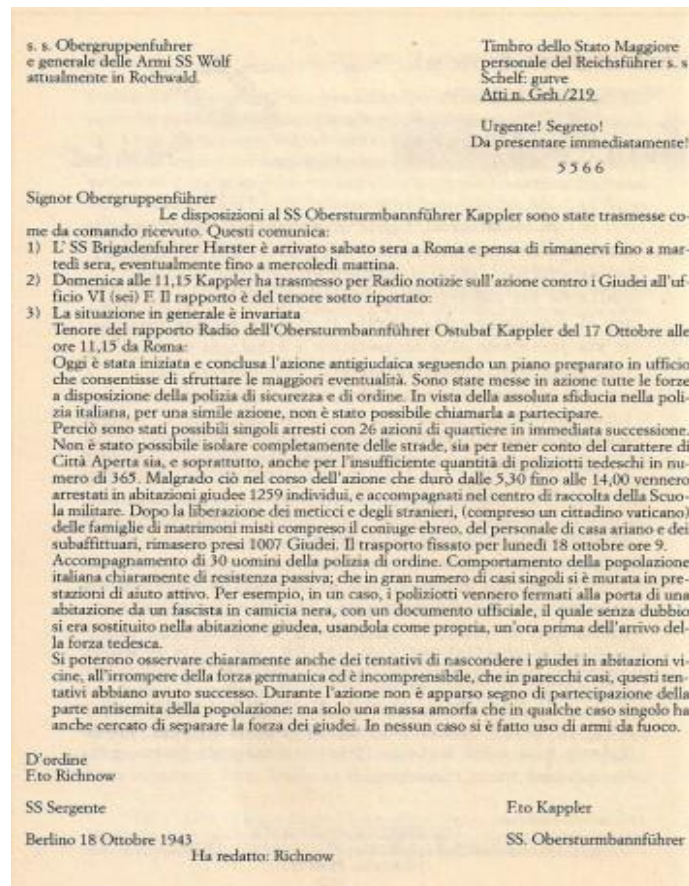 s. s. Obergruppenfuhrer
e generale delle Armi SS Wolf
attualmente in Rochwald.
Timbro dello Stato Maggiore
personale del Reichsführer s. s
Schelf: gutve
Atti n. Geh /219
Urgente! Segreto!
Da presentare immediatamente!
5 5 6 6
Signor Obergruppenführer
Le disposizioni al SS Obersturmbannführer Kappler sono state trasmesse co-
me da comando ricevuto. Questi comunica:
1) L' SS Brigadenfuhrer Harster è arrivato sabato sera a Roma e pensa di rimanervi fino a mar-
tedì sera, eventualmente fino a mercoledì mattina.
2) Domenica alle 11,15 Kappler ha trasmesso per Radio notizie sull'azione contro i Giudei all'uf-
ficio VI (sei) F. Il rapporto è del tenore sotto riportato:
3) La situazione in generale è invariata
Tenore del rapporto Radio dell'Obersturmbannführer Ostubaf Kappler del 17 Ottobre alle
ore 11,15 da Roma:
Oggi è stata iniziata e conclusa l'azione antigiudaica seguendo un piano preparato in ufficio
che consentisse di sfruttare le maggiori eventualità. Sono state messe in azione tutte le forze
a disposizione della polizia di sicurezza e di ordine. In vista della assoluta sfiducia nella poli-
zia italiana, per una simile azione, non è stato possibile chiamarla a partecipare.
Perciò sono stati possibili singoli arresti con 26 azioni di quartiere in immediata successione.
Non è stato possibile isolare completamente delle strade, sia per tener conto del carattere di
Città Aperta sia, e soprattutto, anche per l'insufficiente quantità di poliziotti tedeschi in nu-
mero di 365. Malgrado ciò nel corso dell'azione che durò dalle 5,30 fino alle 14,00 vennero
arrestati in abitazioni giudee 1259 individui, e accompagnati nel centro di raccolta della Scuo-
la militare. Dopo la liberazione dei meticci e degli stranieri, (compreso un cittadino vaticano)
delle famiglie di matrimoni misti compreso il coniuge ebreo, del personale di casa ariano e dei
subaffittuari, rimasero presi 1007 Giudei. Il trasporto fissato per lunedì 18 ottobre ore 9.
Accompagnamento di 30 uomini della polizia di ordine. Comportamento della popolazione
italiana chiaramente di resistenza passiva; che in gran numero di casi singoli si è mutata in pre-
stazioni di aiuto attivo. Per esempio, in un caso, i poliziotti vennero fermati alla porta di una
abitazione da un fascista in camicia nera, con un documento ufficiale, il quale senza dubbio
si era sostituito nella abitazione giudea, usandola come propria, un'ora prima dell'arrivo del-
la forza tedesca.
Si poterono osservare chiaramente anche dei tentativi di nascondere i giudei in abitazioni vi-
cine, all'irrompere della forza germanica ed è incomprensibile, che in parecchi casi, questi ten-
tativi abbiano avuto successo. Durante l'azione non è apparso segno di partecipazione della
parte antisemita della popolazione: ma solo una massa amorfa che in qualche caso singolo ha
anche cercato di separare la forza dei giudei. In nessun caso si è fatto uso di armi da fuoco.
D'ordine
F.to Richnow
SS Sergente
F.to Kappler
Berlino 18 Ottobre 1943
SS. Obersturmbannführer
Ha redatto: Richnow